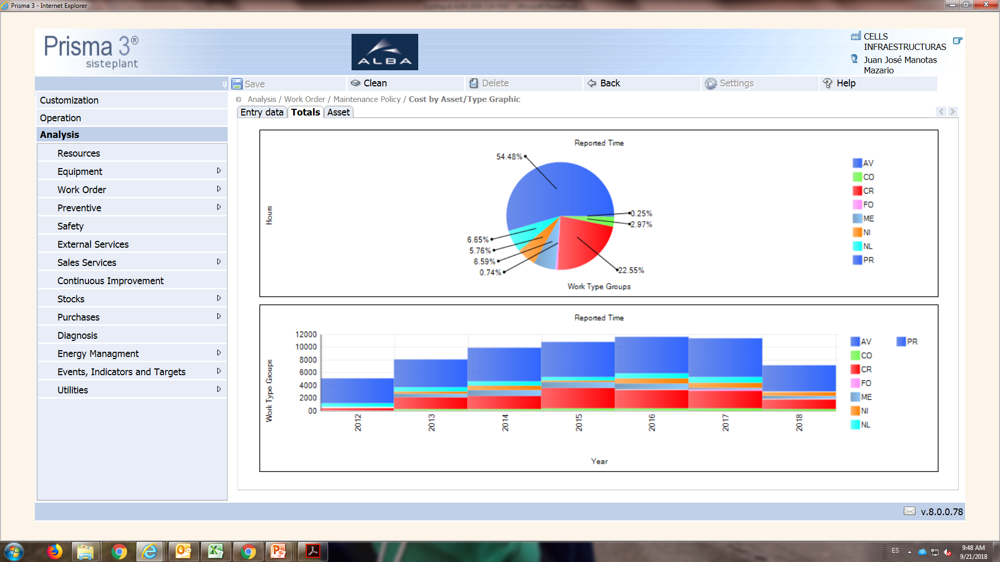 Prisma 3 - Internet Explorer
Prisma 3®
sisteplant
ALBA
CELLS
INFRAESTRUCTURAS
Juan José Manotas
Mazario
Save
Clean
Delete
Back
Settings
Help
Customization
Operation
Analysis
Resources
Equipment
Work Order
Preventive
Safety
External Services
Sales Services
Continuous Improvement
Stocks
Purchases
Diagnosis
Energy Managment
Events, Indicators and Targets
Utilities
Analysis / Work Order / Maintenance Policy / Cost by Asset/Type Graphic
Entry data
Totals
Asset
Reported Time
Hours
54.48%
0.25%
2.97%
6.65%
5.76%
6.59%
0.74%
22.55%
Work Type Groups
AV
CO
CR
FO
ME
NI
NL
PR
Reported Time
Work Type Groups
12000
10000
8000
6000
4000
2000
00
2012
2013
2014
2015
2016
2017
2018
Year
AV
CO
CR
FO
ME
NI
NL
PR
v.8.0.0.78
ES
9:48 AM
9/21/2018